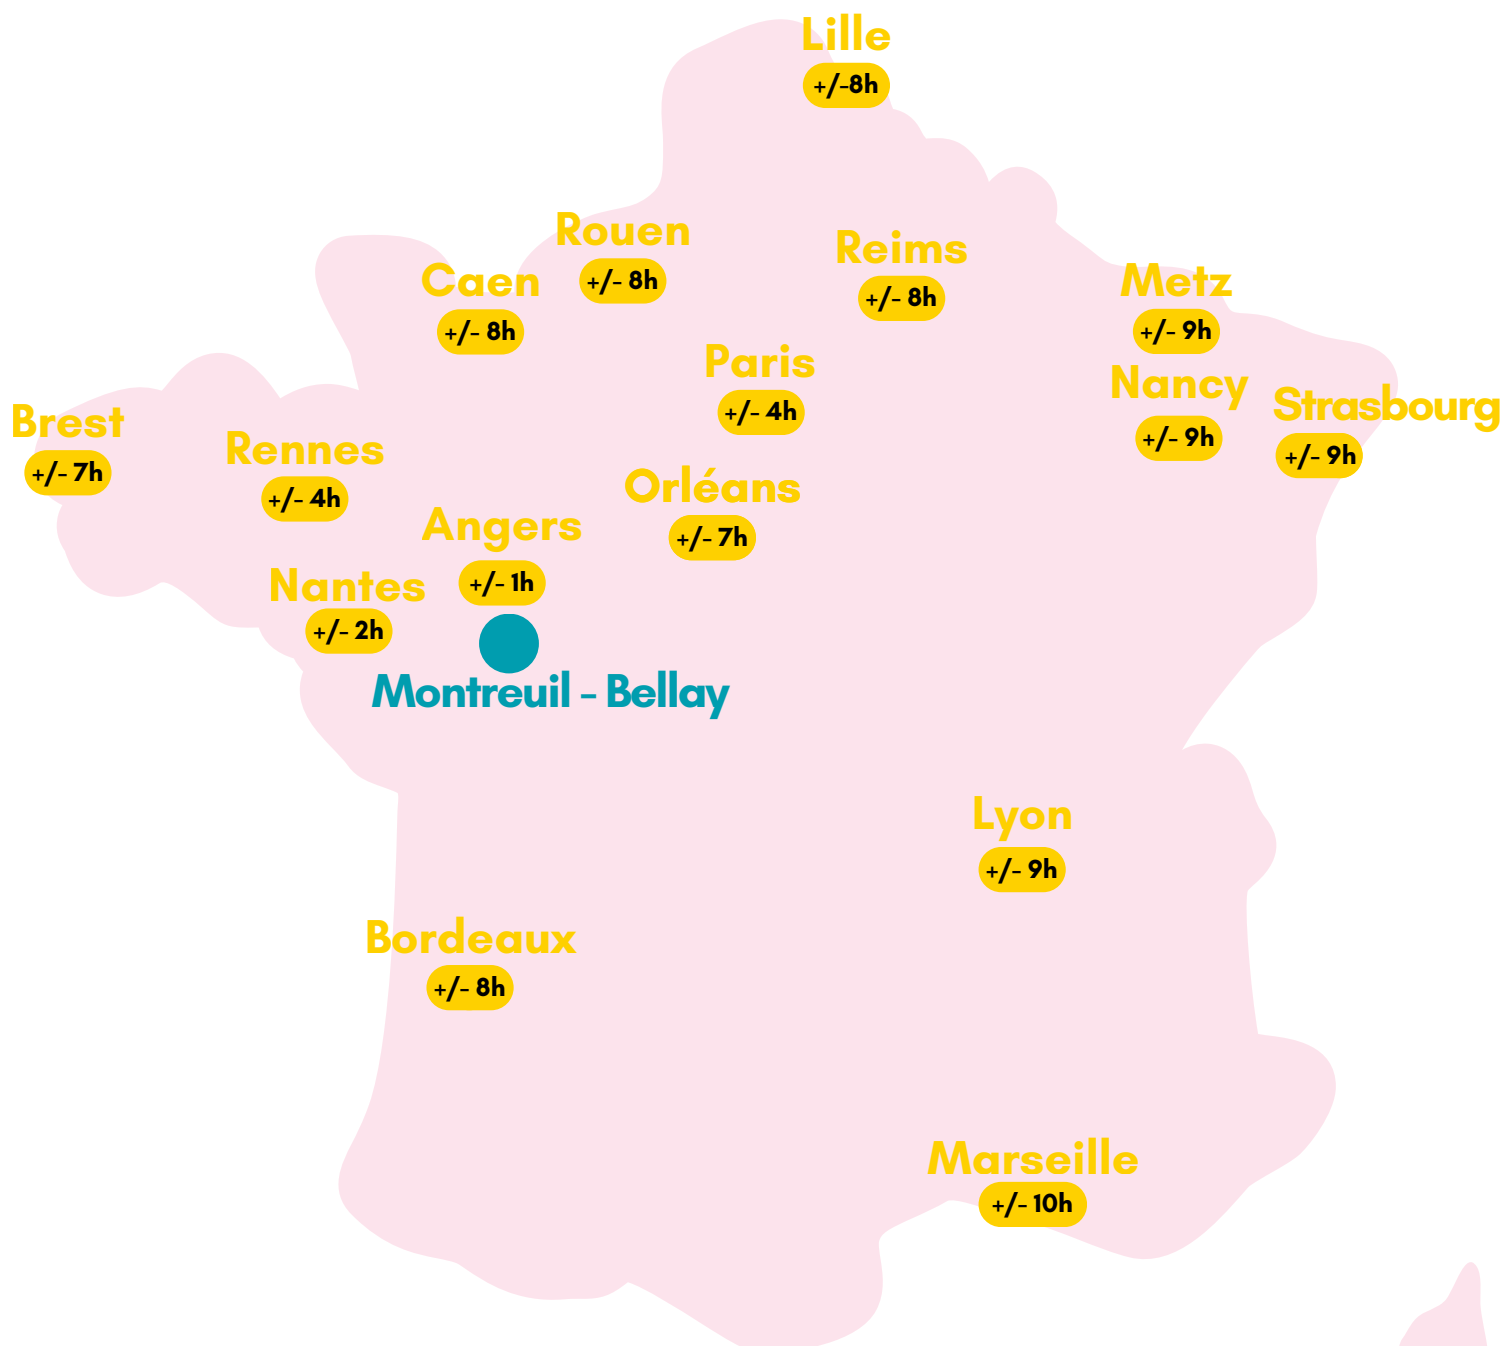 Lille
+/-8h
Rouen
+/- 8h
Reims
+/- 8h
Caen
+/- 8h
Metz
+/- 9h
Paris
+/- 4h
Nancy
+/- 9h
Strasbourg
+/- 9h
Brest
+/- 7h
Rennes
+/- 4h
Orléans
+/- 7h
Angers
+/- 1h
Nantes
+/- 2h
Montreuil - Bellay
Lyon
+/- 9h
Bordeaux
+/- 8h
Marseille
+/- 10h